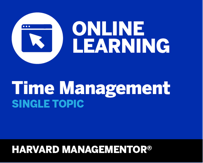 ONLINE
LEARNING
Time Management
SINGLE TOPIC
HARVARD MANAGEMENTOR®